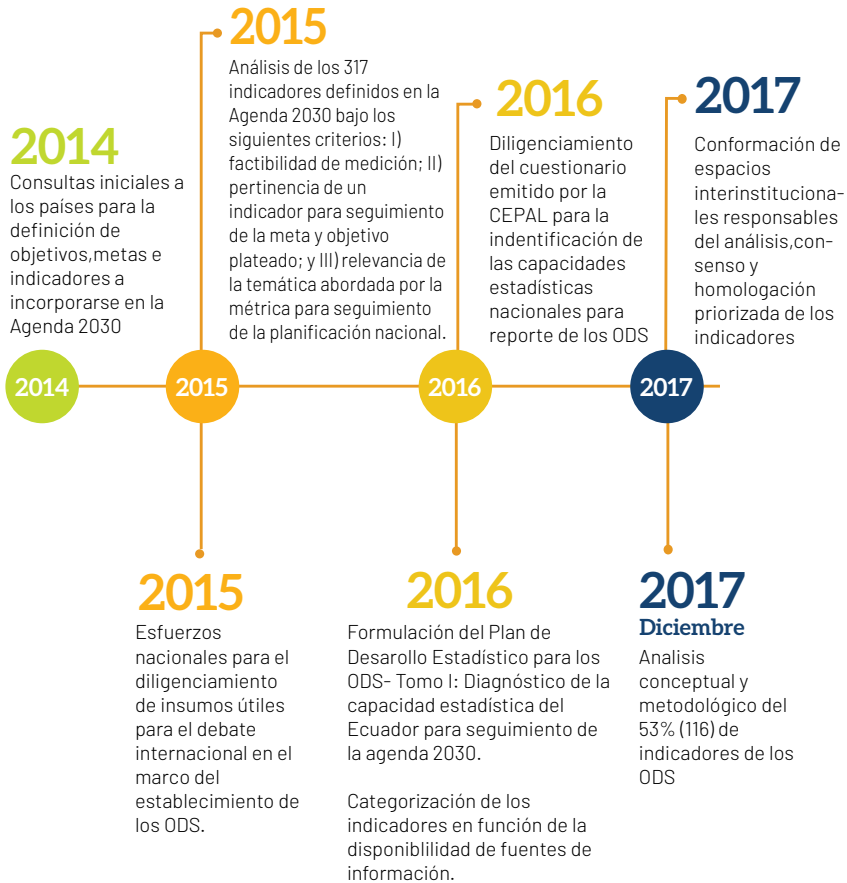 2014
Consultas iniciales a
los países para la
definición de
objetivos,metas e
indicadores a
incorporarse en la
Agenda 2030
2015
Análisis de los 317
indicadores definidos en la
Agenda 2030 bajo los
siguientes criterios: I)
factibilidad de medición; II)
pertinencia de un
indicador para seguimiento
de la meta y objetivo
plateado; y III) relevancia de
la temática abordada por la
métrica para seguimiento
de la planificación nacional.
2016
Diligenciamiento
del cuestionario
emitido por la
CEPAL para la
indentificación de
las capacidades
estadísticas
nacionales para
reporte de los ODS
2017
Conformación de
espacios
interinstituciona-
les responsables
del análisis,con-
senso y
homologación
priorizada de los
indicadores
2014
2015
2016
2017
2015
Esfuerzos
nacionales para el
diligenciamiento
de insumos útiles
para el debate
internacional en el
marco del
establecimiento de
los ODS.
2016
Formulación del Plan de
Desarollo Estadístico para los
ODS- Tomo I: Diagnóstico de la
capacidad estadística del
Ecuador para seguimiento de
la agenda 2030.
Categorización de los
indicadores en función de la
disponiblilidad de fuentes de
información.
2017
Diciembre
Analisis
conceptual y
metodológico del
53% (116) de
indicadores de los
ODS